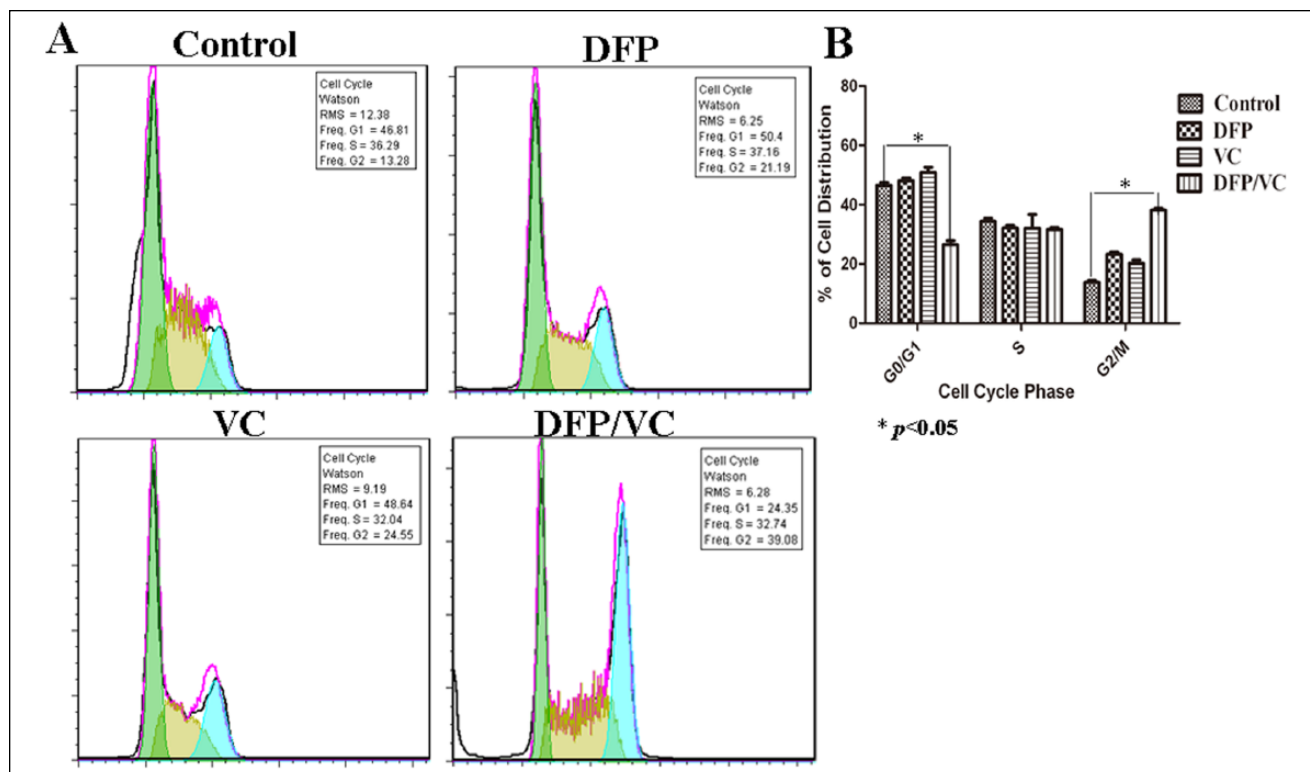 A
Control
Cell Cycle
Watson
RMS = 12.38
Freq. G1 = 46.81
Freq. S = 36.29
Freq. G2 = 13.28
DFP
Cell Cycle
Watson
RMS = 6.25
Freq. G1 = 50.4
Freq. S = 37.16
Freq. G2 = 21.19
VC
Cell Cycle
Watson
RMS = 9.19
Freq. G1 = 48.64
Freq. S = 32.04
Freq. G2 = 24.55
DFP/VC
Cell Cycle
Watson
RMS = 6.28
Freq. G1 = 24.35
Freq. S = 32.74
Freq. G2 = 39.08
B
% of Cell Distribution
80
60
40
20
0
*
*
G0/G1
S
G2/M
Cell Cycle Phase
Control
DFP
VC
DFP/VC
* p<0.05